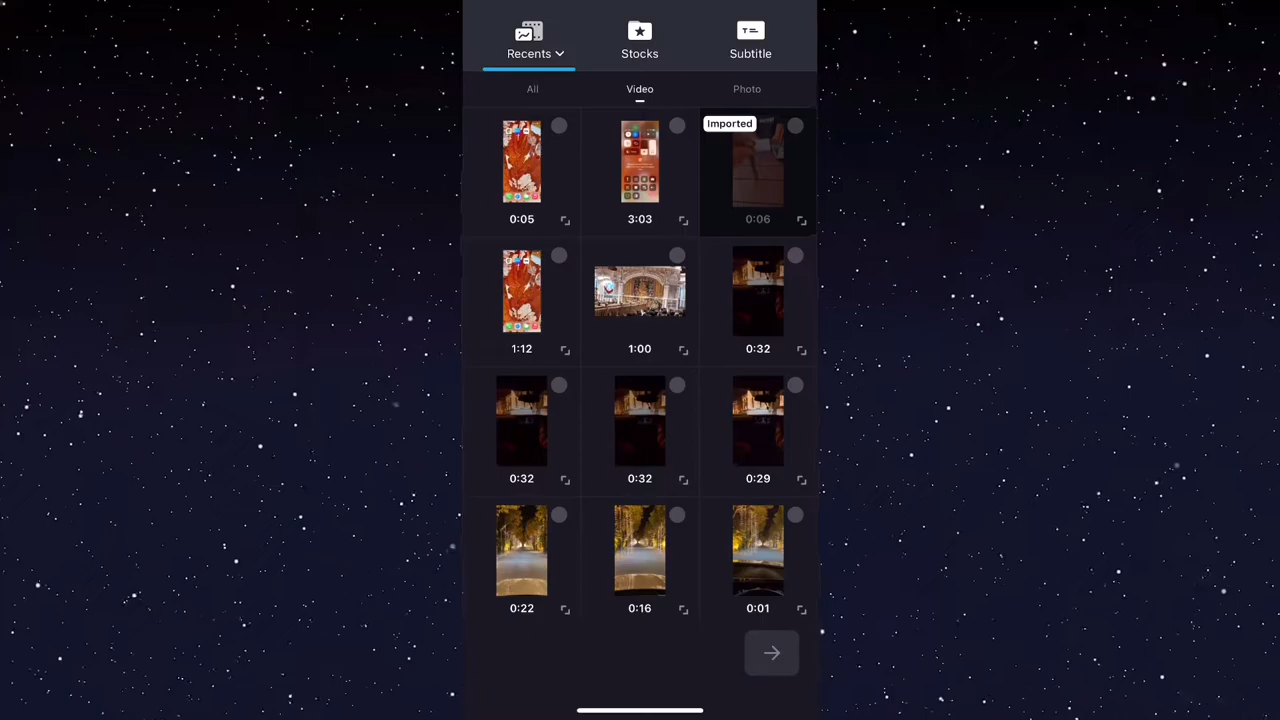 Recents Stocks Subtitle
All Video Photo
Imported
0:05 3:03 0:06
1:12 1:00 0:32
0:32 0:32 0:29
0:22 0:16 0:01